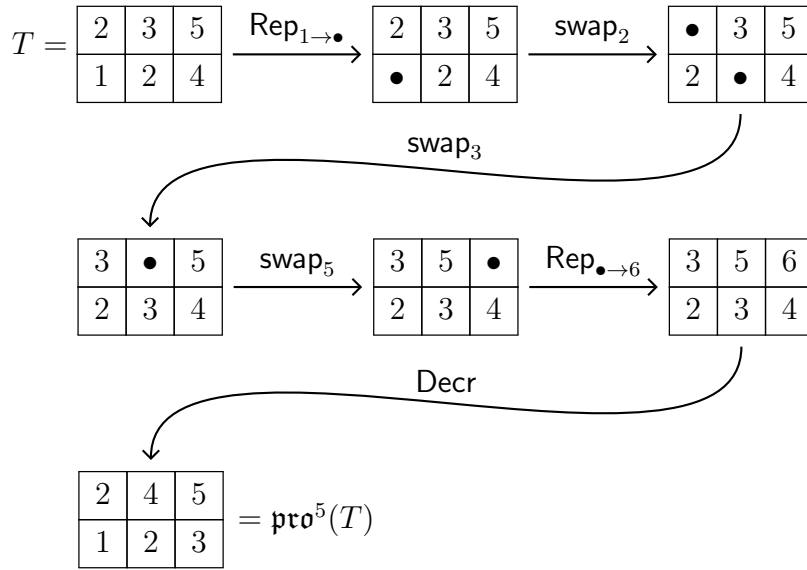 T = 2 3 5 Rep₁→• 2 3 5 swap₂ • 3 5
1 2 4 • 2 4 2 • 4
swap₃
3 • 5 swap₅ 3 5 • Rep•→₆ 3 5 6
2 3 4 2 3 4 2 3 4
Decr
2 4 5
1 2 3 = 𝔭𝔯𝔬⁵(T)